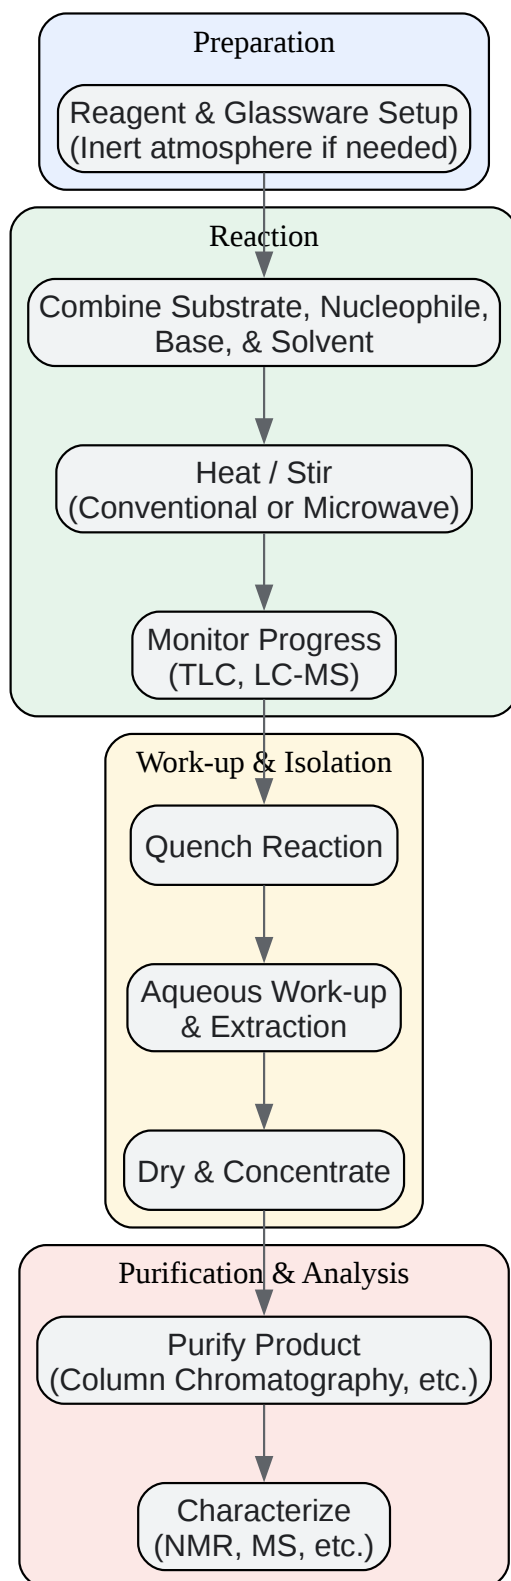 Preparation
Reagent & Glassware Setup
(Inert atmosphere if needed)
Reaction
Combine Substrate, Nucleophile,
Base, & Solvent
Heat / Stir
(Conventional or Microwave)
Monitor Progress
(TLC, LC-MS)
Work-up & Isolation
Quench Reaction
Aqueous Work-up
& Extraction
Dry & Concentrate
Purification & Analysis
Purify Product
(Column Chromatography, etc.)
Characterize
(NMR, MS, etc.)